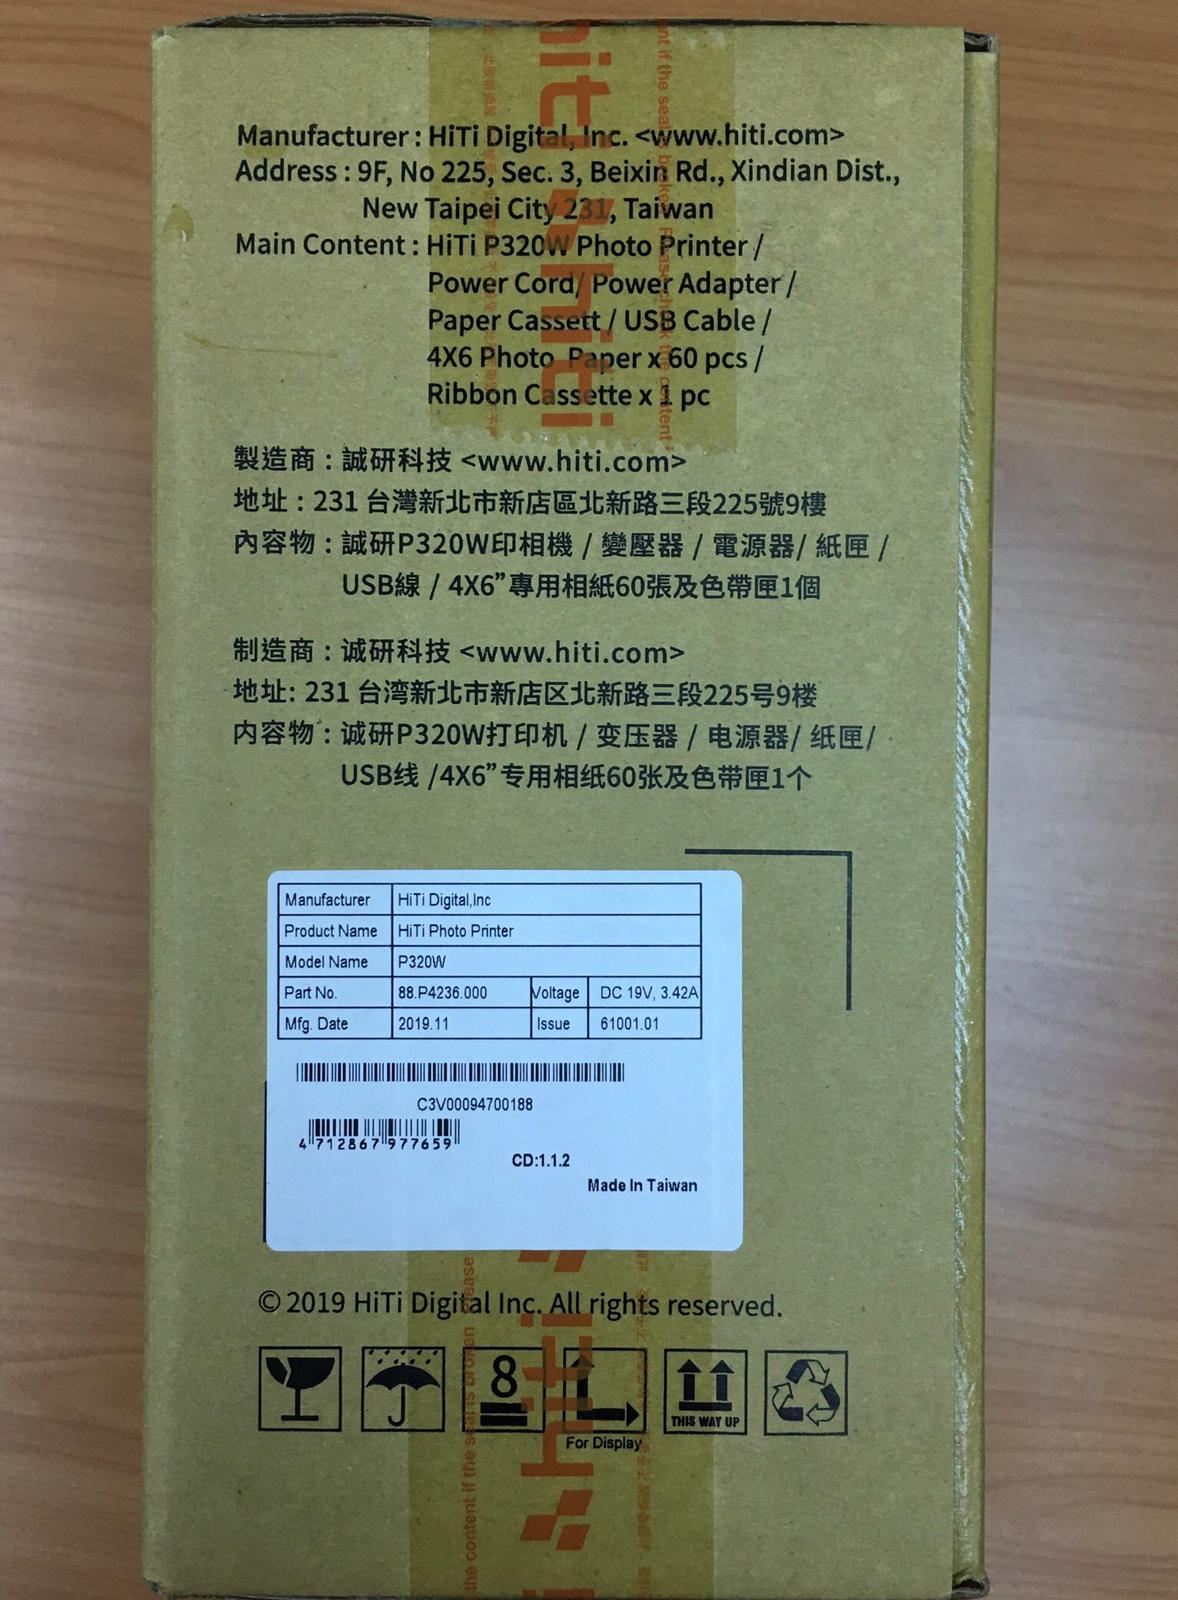 Manufacturer : HiTi Digital, Inc. <www.hiti.com>
Address : 9F, No 225, Sec. 3, Beixin Rd., Xindian Dist.,
New Taipei City 231, Taiwan
Main Content : HiTi P320W Photo Printer /
Power Cord/ Power Adapter /
Paper Cassett / USB Cable /
4X6 Photo Paper x 60 pcs /
Ribbon Cassette x 1 pc
製造商 : 誠研科技 <www.hiti.com>
地址 : 231 台灣新北市新店區北新路三段225號9樓
內容物 : 誠研P320W印相機 / 變壓器 / 電源器/ 紙匣 /
USB線 / 4X6” 專用相紙60張及色帶匣1個
制造商 : 诚研科技 <www.hiti.com>
地址: 231 台湾新北市新店区北新路三段225号9楼
内容物 : 诚研P320W打印机 / 变压器 / 电源器/ 纸匣/
USB线 /4X6” 专用相纸60张及色带匣1个
Manufacturer HiTi Digital,Inc
Product Name HiTi Photo Printer
Model Name P320W
Part No. 88.P4236.000 Voltage DC 19V, 3.42A
Mfg. Date 2019.11 Issue 61001.01
C3V00094700188
4 712867 977659
CD:1.1.2
Made In Taiwan
© 2019 HiTi Digital Inc. All rights reserved.
8
For Display
THIS WAY UP
hiti
hiti
hiti
the content if the seal is broken